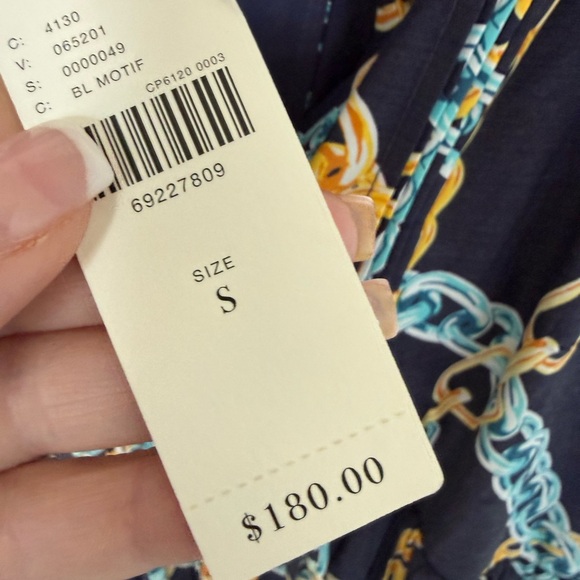 C: 4130
V: 065201
S: 0000049
C: BL MOTIF
CP6120 0003
69227809
SIZE
S
$180.00